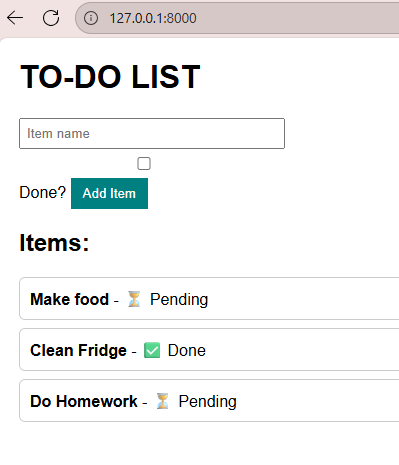 127.0.0.1:8000
TO-DO LIST
Item name
Done? Add Item
Items:
Make food - ⏳ Pending
Clean Fridge - ✅ Done
Do Homework - ⏳ Pending